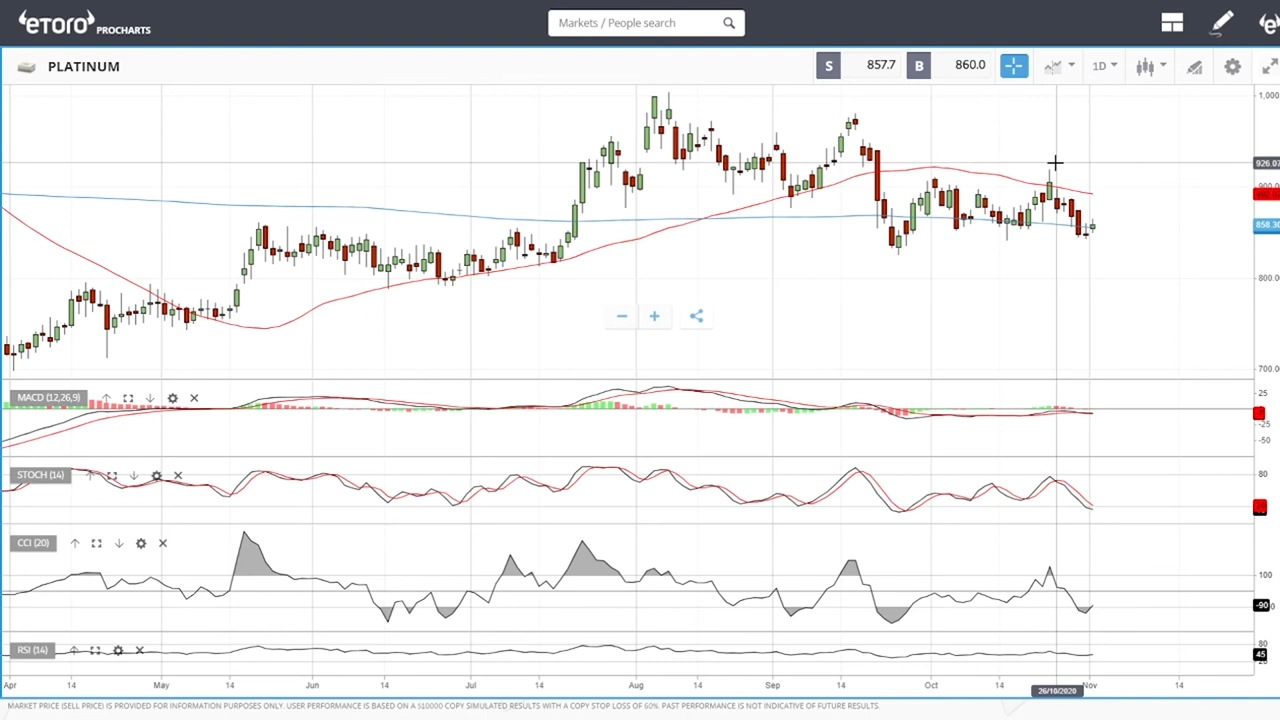 eTORO PROCHARTS
Markets / People search
PLATINUM
S 857.7 B 860.0
1D
1,000
926.07
900.0
858.30
800.00
700.00
MACD (12,26,9)
25
-25
-50
STOCH (14)
80
CCI (20)
100
-90
RSI (14)
80
45
20
Apr 14 May 14 Jun 14 Jul 14 Aug 14 Sep 14 Oct 14 26/10/2020 Nov 14
MARKET PRICE (SELL PRICE) IS PROVIDED FOR INFORMATION PURPOSES ONLY. USER PERFORMANCE IS BASED ON A $10000 COPY SIMULATED RESULTS WITH A COPY STOP LOSS OF 60%. PAST PERFORMANCE IS NOT INDICATIVE OF FUTURE RESULTS.